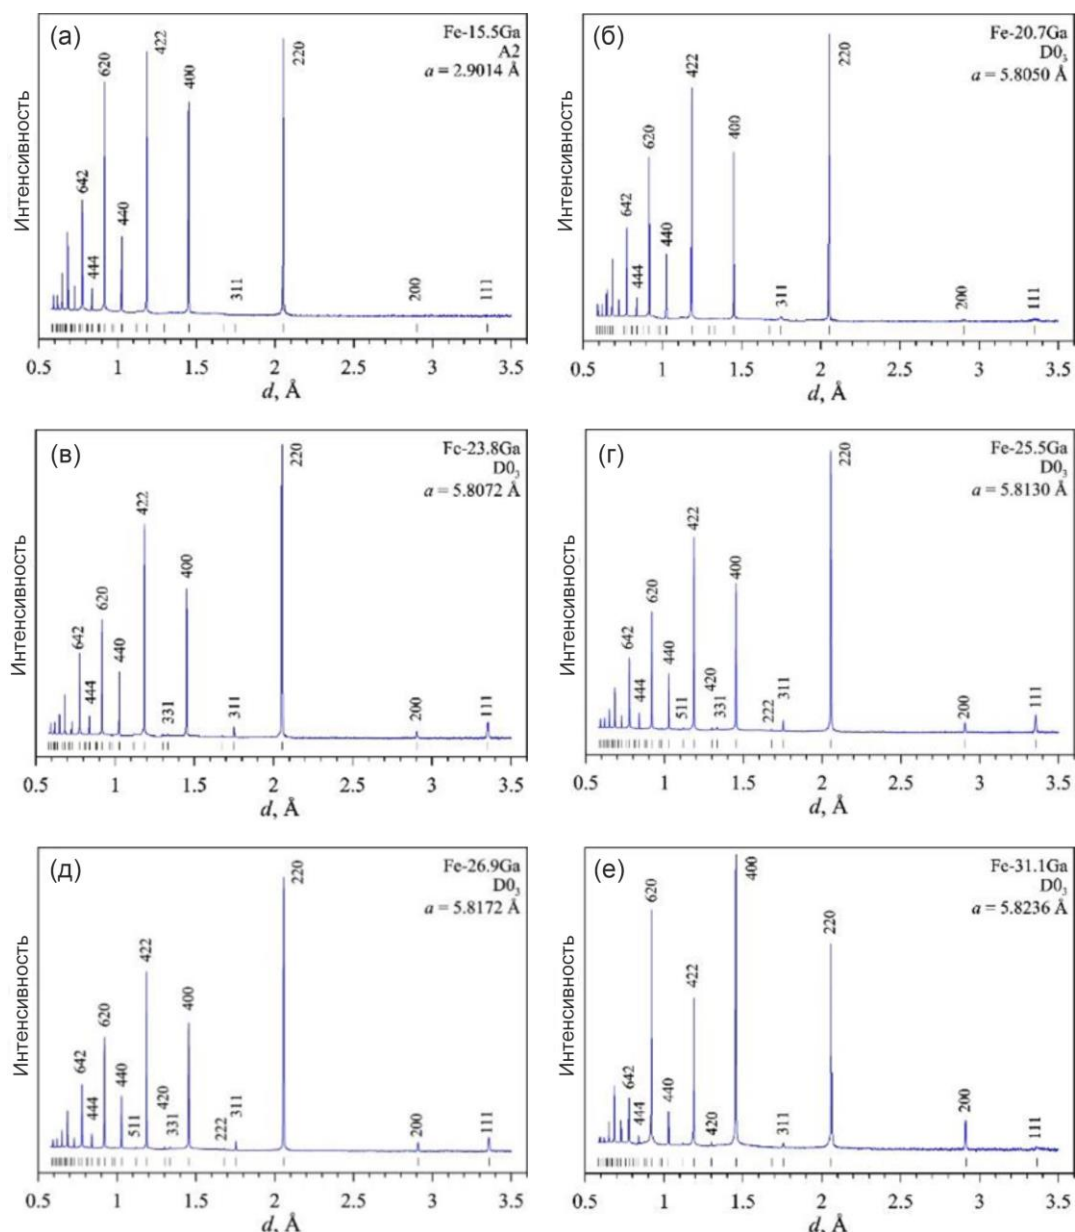 (а)
Fe-15.5Ga
A2
a = 2.9014 Å
Интенсивность
642
444
620
440
422
400
311
220
200
111
0.5 1 1.5 2 2.5 3 3.5
d, Å
(б)
Fe-20.7Ga
D0₃
a = 5.8050 Å
Интенсивность
642
444
620
440
422
400
311
220
200
111
0.5 1 1.5 2 2.5 3 3.5
d, Å
(в)
Fe-23.8Ga
D0₃
a = 5.8072 Å
Интенсивность
642
444
620
440
422
331
400
311
220
200
111
0.5 1 1.5 2 2.5 3 3.5
d, Å
(г)
Fe-25.5Ga
D0₃
a = 5.8130 Å
Интенсивность
642
444
620
440
511
422
420
331
400
222
311
220
200
111
0.5 1 1.5 2 2.5 3 3.5
d, Å
(д)
Fe-26.9Ga
D0₃
a = 5.8172 Å
Интенсивность
642
444
620
440
511
422
420
331
400
222
311
220
200
111
0.5 1 1.5 2 2.5 3 3.5
d, Å
(е)
Fe-31.1Ga
D0₃
a = 5.8236 Å
Интенсивность
642
444
620
440
422
420
400
311
220
200
111
0.5 1 1.5 2 2.5 3 3.5
d, Å